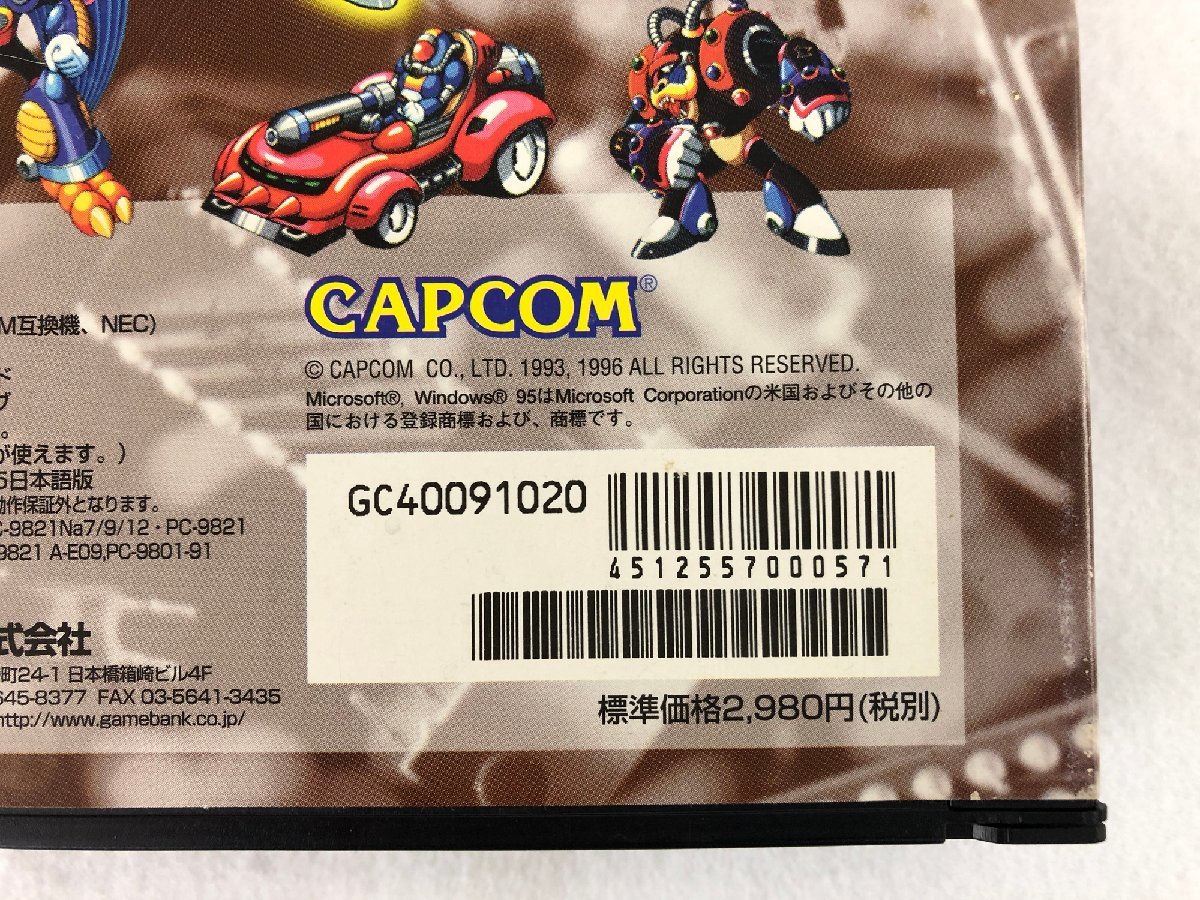 CAPCOM®
© CAPCOM CO., LTD. 1993, 1996 ALL RIGHTS RESERVED.
Microsoft®, Windows® 95はMicrosoft Corporationの米国およびその他の
国における登録商標および、商標です。
M互換機、NEC)
ド
ブ
。
が使えます。)
5日本語版
動作保証外となります。
C-9821Na7/9/12・PC-9821
9821 A-E09,PC-9801-91
式会社
町24-1 日本橋箱崎ビル4F
645-8377 FAX 03-5641-3435
http://www.gamebank.co.jp/
GC40091020
4512557000571
標準価格2,980円(税別)